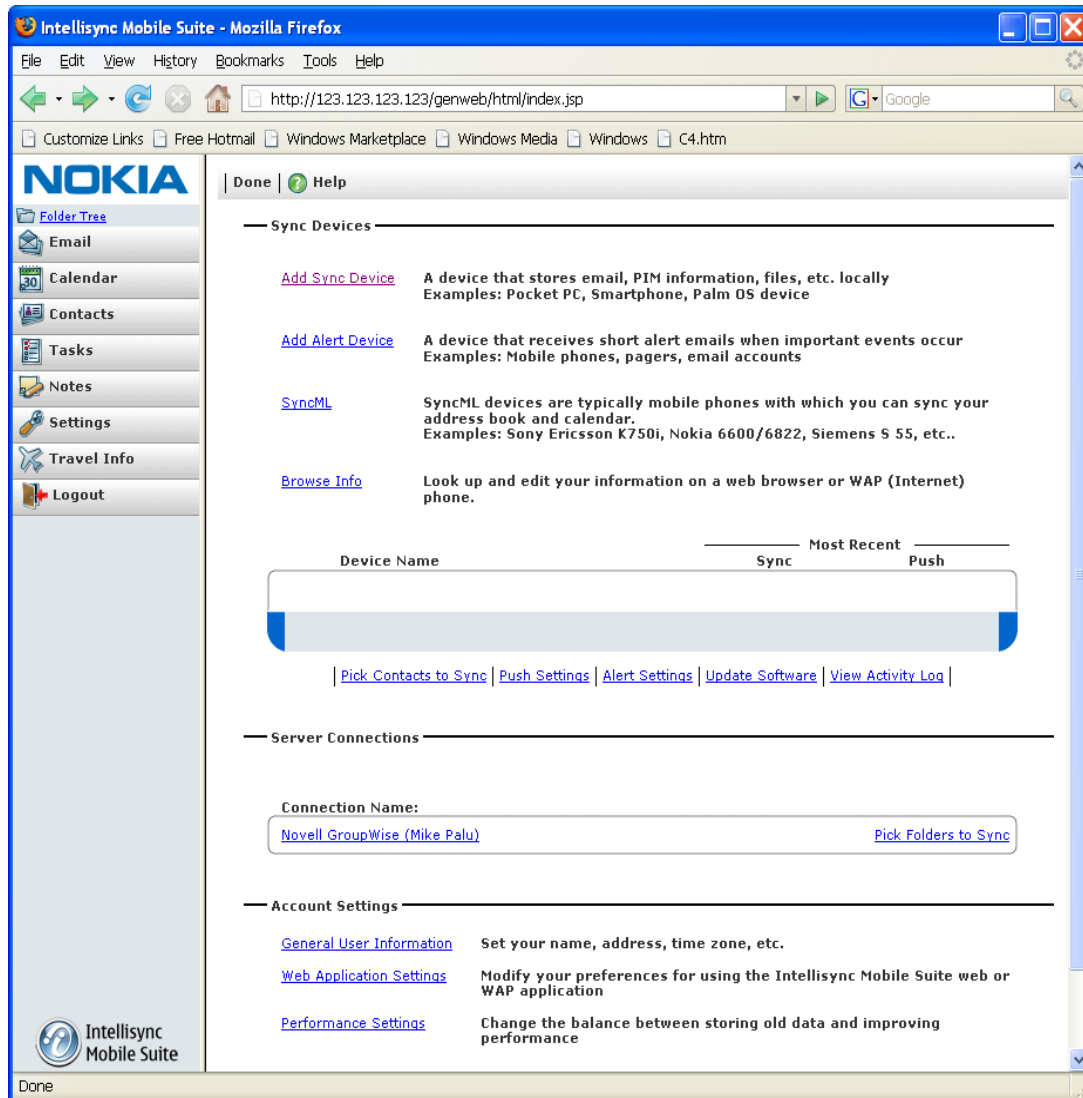 Intellisync Mobile Suite - Mozilla Firefox
File Edit View History Bookmarks Tools Help
http://123.123.123.123/genweb/html/index.jsp
G Google
Customize Links Free Hotmail Windows Marketplace Windows Media Windows C4.htm
NOKIA
Folder Tree
Email
30 Calendar
Contacts
Tasks
Notes
Settings
Travel Info
Logout
Intellisync
Mobile Suite
Done ? Help
Sync Devices
Add Sync Device A device that stores email, PIM information, files, etc. locally
Examples: Pocket PC, Smartphone, Palm OS device
Add Alert Device A device that receives short alert emails when important events occur
Examples: Mobile phones, pagers, email accounts
SyncML SyncML devices are typically mobile phones with which you can sync your
address book and calendar.
Examples: Sony Ericsson K750i, Nokia 6600/6822, Siemens S 55, etc..
Browse Info Look up and edit your information on a web browser or WAP (Internet)
phone.
Most Recent
Device Name Sync Push
Pick Contacts to Sync Push Settings Alert Settings Update Software View Activity Log
Server Connections
Connection Name:
Novell GroupWise (Mike Palu) Pick Folders to Sync
Account Settings
General User Information Set your name, address, time zone, etc.
Web Application Settings Modify your preferences for using the Intellisync Mobile Suite web or
WAP application
Performance Settings Change the balance between storing old data and improving
performance
Done